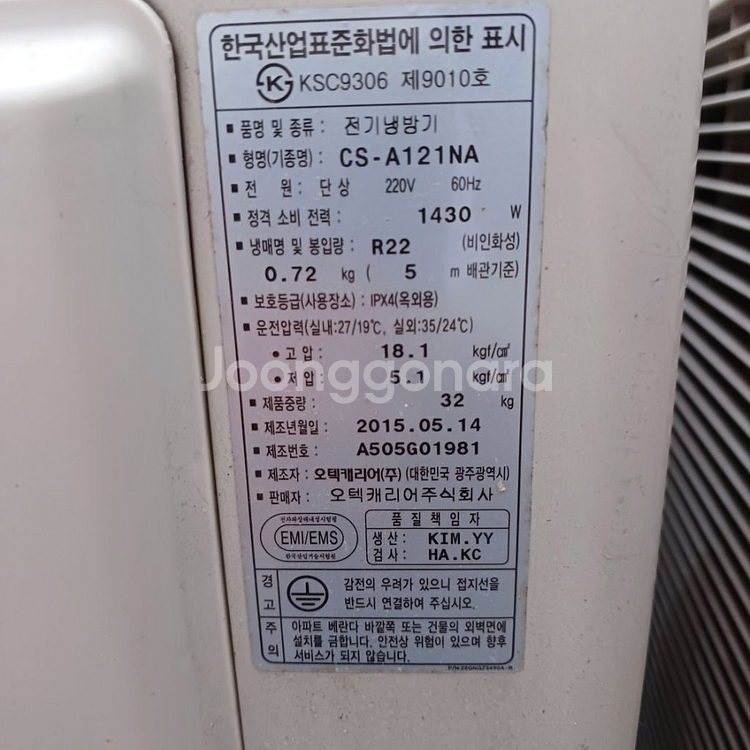 한국산업표준화법에 의한 표시
K KSC9306 제9010호
▪ 품명 및 종류 : 전기냉방기
▪ 형명(기종명) : CS-A121NA
▪ 전 원 : 단상 220V 60Hz
▪ 정격 소비 전력 : 1430 W
▪ 냉매명 및 봉입량 : R22 (비인화성)
0.72 kg ( 5 m 배관기준)
▪ 보호등급(사용장소) : IPX4(옥외용)
▪ 운전압력(실내:27/19℃, 실외:35/24℃)
• 고 압 : 18.1 kgf/㎠
• 저 압 : 5.1 kgf/㎠
Joonggonara
▪ 제품중량 : 32 kg
▪ 제조년월일 : 2015.05.14
▪ 제조번호 : A505G01981
▪ 제조자 : 오텍캐리어(주) (대한민국 광주광역시)
▪ 판매자 : 오텍캐리어주식회사
EMI/EMS
품 질 책 임 자
생산 : KIM.YY
검사 : HA.KC
경고
감전의 우려가 있으니 접지선을
반드시 연결하여 주십시오.
주의
아파트 베란다 바깥쪽 또는 건물의 외벽면에
설치를 금합니다. 안전상 위험이 있으며 향후
서비스가 되지 않습니다.